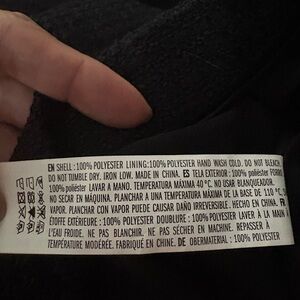 EN SHELL : 100% POLYESTER LINING:100% POLYESTER HAND WASH COLD. DO NOT BLEACH.
DO NOT TUMBLE DRY. IRON LOW. MADE IN CHINA. ES TELA EXTERIOR : 100% poliéster FORRO:
100% poliéster LAVAR A MANO. TEMPERATURA MÁXIMA 40 °C. NO USAR BLANQUEADOR.
NO SECAR EN MÁQUINA. PLANCHAR A TEMPERATURA MÁXIMA DE LA BASE DE 110 °C, SIN
VAPOR. PLANCHAR CON VAPOR PUEDE CAUSAR DAÑO IRREVERSIBLE. HECHO EN CHINA. FR
ÉTOFFE EXTÉRIEURE : 100% POLYESTER DOUBLURE : 100% POLYESTER LAVER À LA MAIN À
L'EAU FROIDE. NE PAS BLANCHIR. NE PAS SÉCHER EN MACHINE. REPASSER À
TEMPÉRATURE MODÉRÉE. FABRIQUÉ EN CHINE. DE OBERMATERIAL : 100% POLYESTER